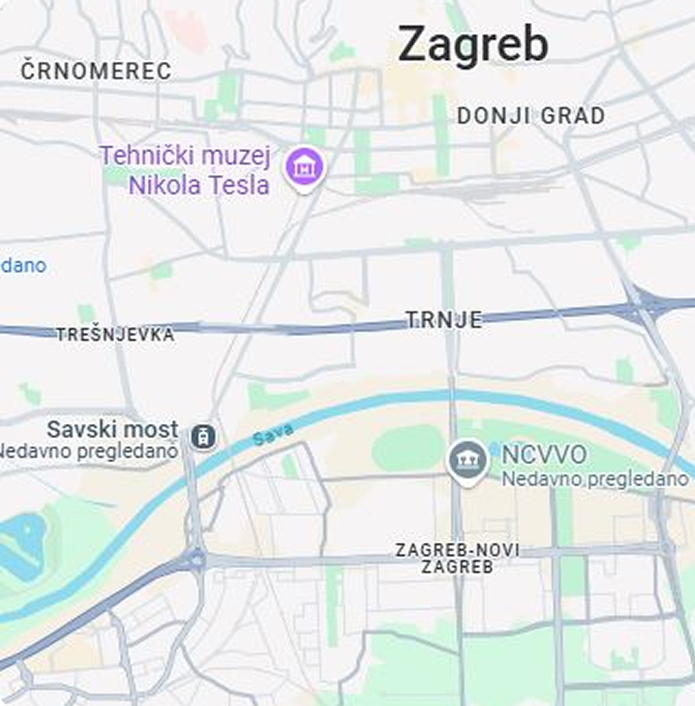 Zagreb
ČRNOMEREC
DONJI GRAD
Tehnički muzej
Nikola Tesla
dano
TRNJE
TREŠNJEVKA
Savski most
Nedavno pregledano
Sava
NCVVO
Nedavno pregledano
ZAGREB-NOVI
ZAGREB